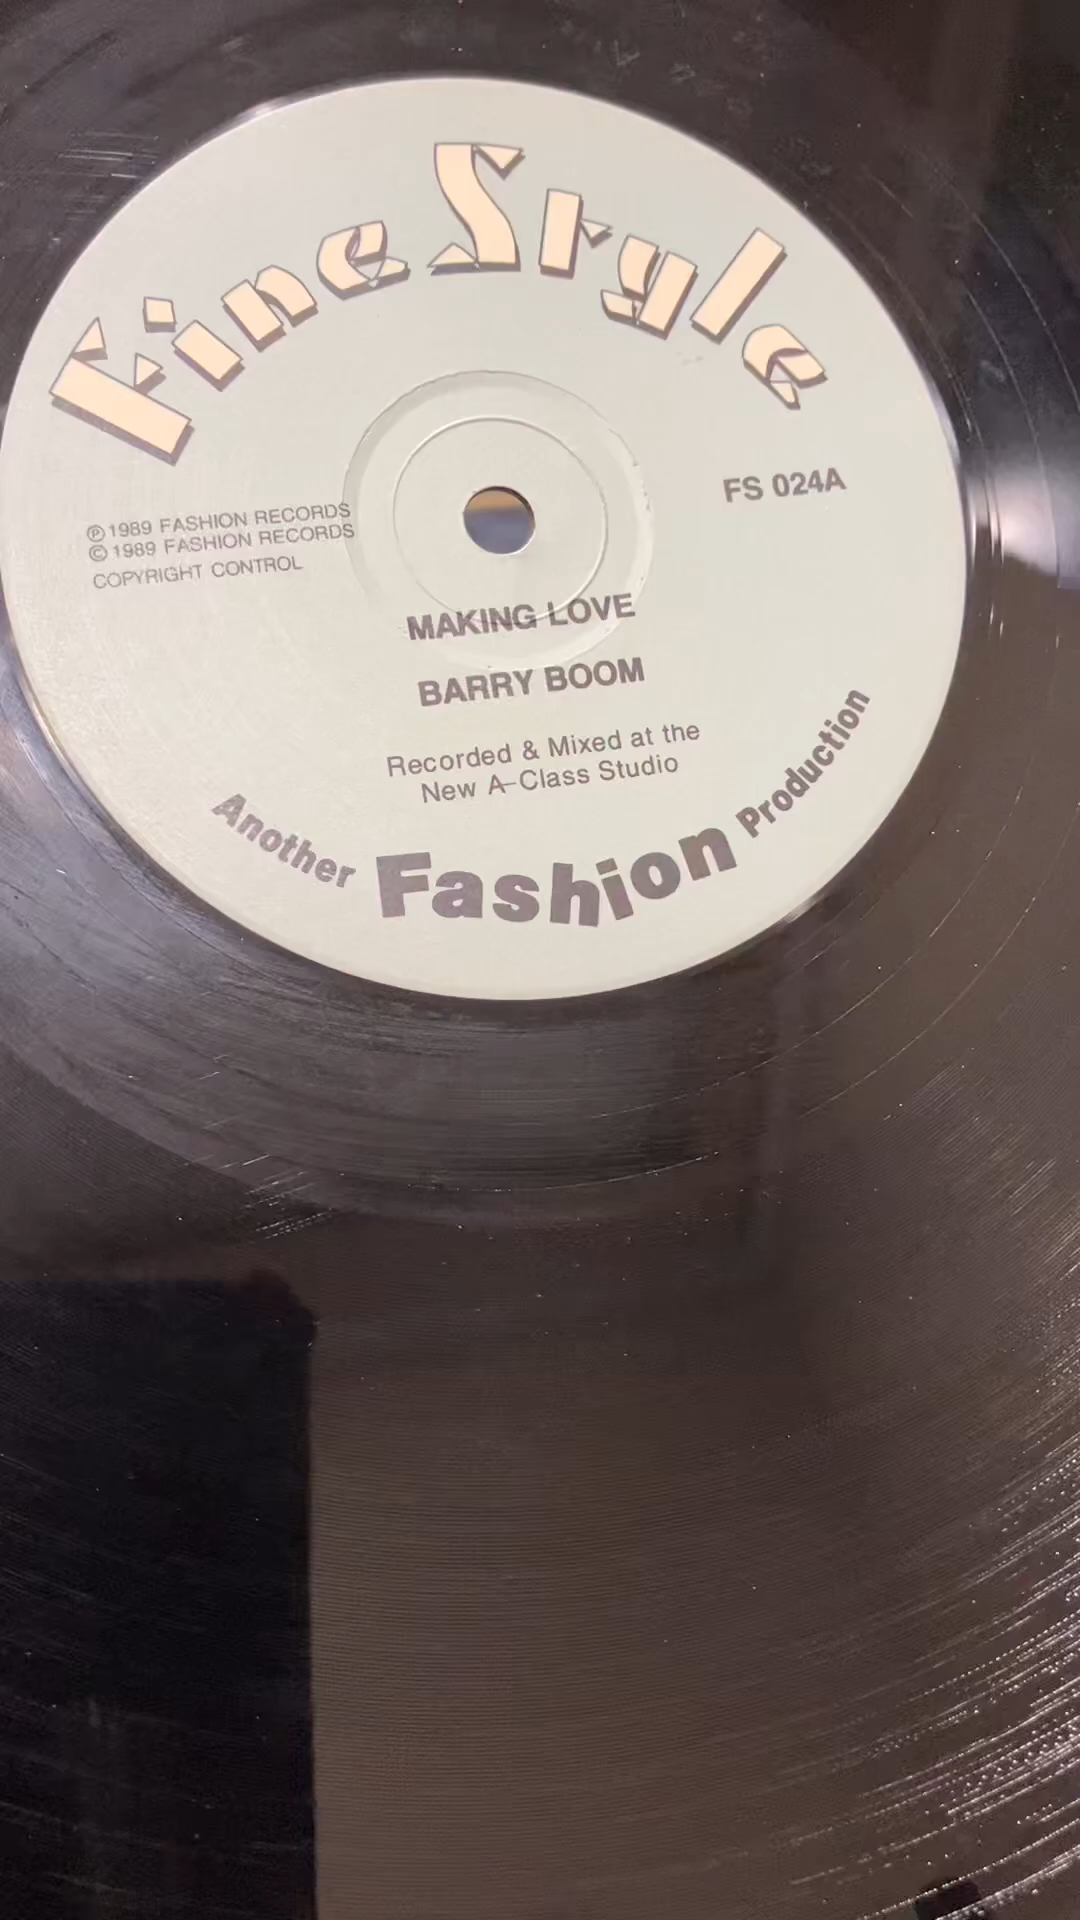 Fine Style
FS 024A
℗ 1989 FASHION RECORDS
© 1989 FASHION RECORDS
COPYRIGHT CONTROL
MAKING LOVE
BARRY BOOM
Recorded & Mixed at the
New A-Class Studio
Another Fashion Production